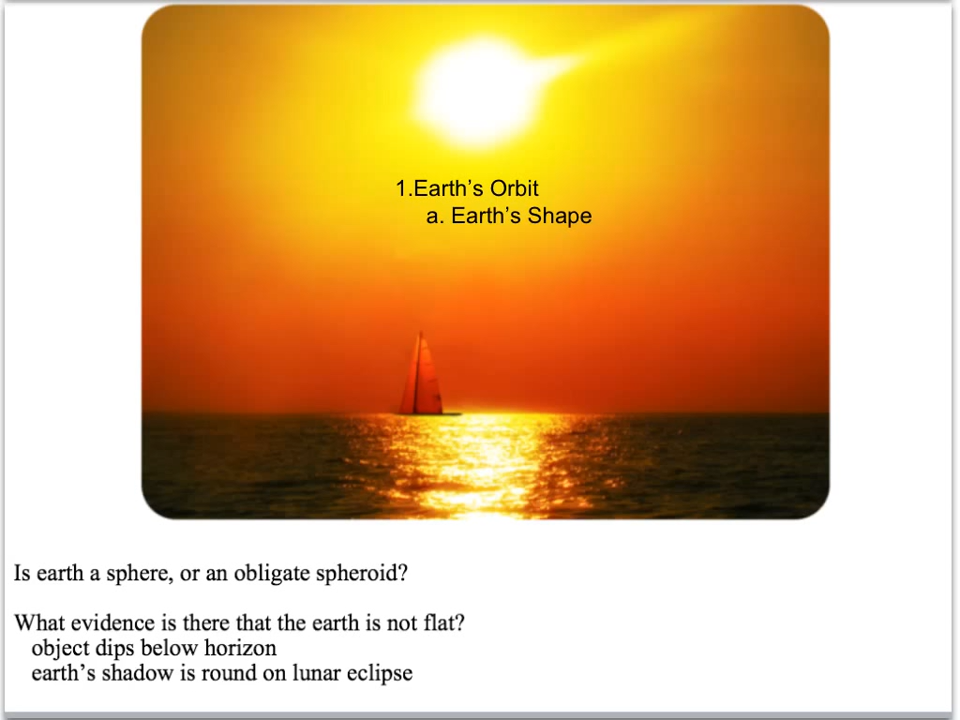 1.Earth’s Orbit
a. Earth’s Shape
Is earth a sphere, or an obligate spheroid?
What evidence is there that the earth is not flat?
object dips below horizon
earth’s shadow is round on lunar eclipse